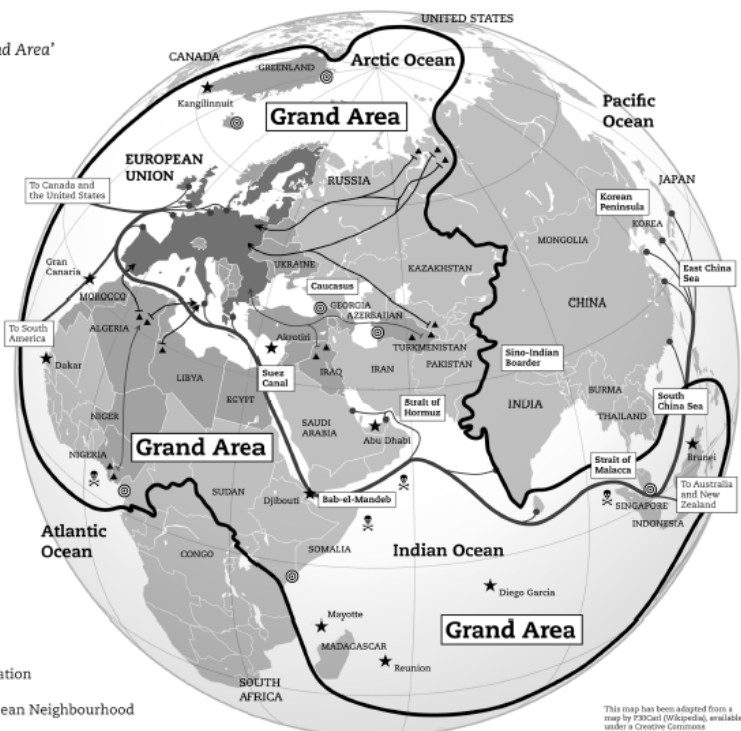 d Area’
UNITED STATES
CANADA
GREENLAND
Arctic Ocean
Kangilinnuit
Grand Area
Pacific
Ocean
EUROPEAN
UNION
RUSSIA
To Canada and
the United States
JAPAN
Korean
Peninsula
KOREA
MONGOLIA
Gran
Canaria
UKRAINE
KAZAKHSTAN
East China
Sea
MOROCCO
Caucasus
GEORGIA
AZERBAIJAN
CHINA
To South
America
ALGERIA
Akrotiri
TURKMENISTAN
Dakar
LIBYA
Suez
Canal
IRAQ
IRAN
PAKISTAN
Sino-Indian
Boarder
EGYPT
Strait of
Hormuz
INDIA
BURMA
South
China Sea
NIGER
SAUDI
ARABIA
Abu Dhabi
THAILAND
Grand Area
NIGERIA
Brunei
Strait of
Malacca
SUDAN
Djibouti
Bab-el-Mandeb
To Australia
and New
Zealand
SINGAPORE
INDONESIA
Atlantic
Ocean
CONGO
SOMALIA
Indian Ocean
Diego Garcia
Mayotte
Grand Area
MADAGASCAR
Reunion
ation
SOUTH
AFRICA
ean Neighbourhood
This map has been adapted from a
map by F30Carl (Wikipedia), available
under a Creative Commons